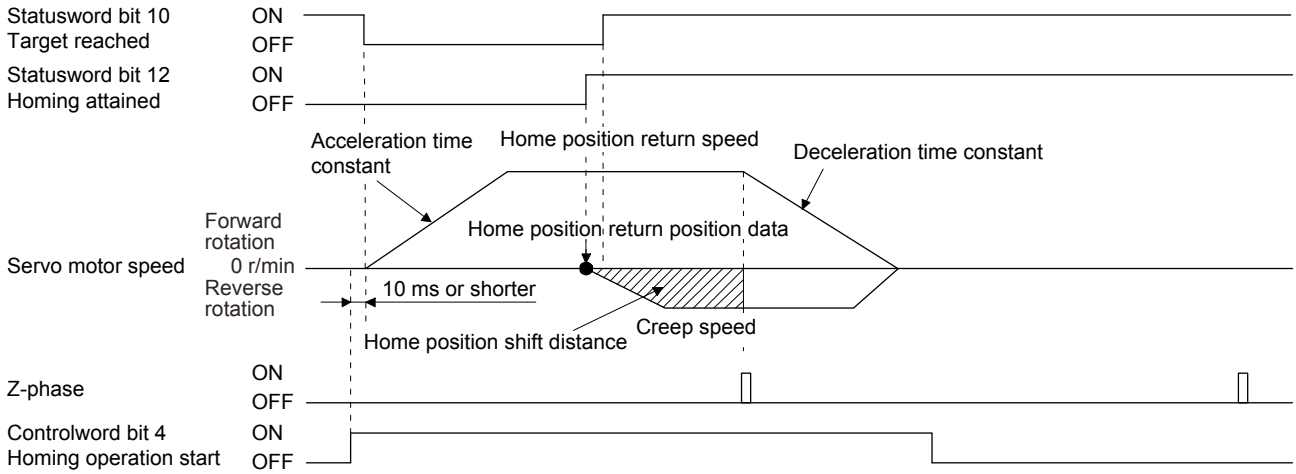 Statusword bit 10
Target reached
ON
OFF
Statusword bit 12
Homing attained
ON
OFF
Acceleration time
constant
Home position return speed
Deceleration time constant
Forward
rotation
Home position return position data
Servo motor speed
0 r/min
Reverse
rotation
10 ms or shorter
Creep speed
Home position shift distance
Z-phase
ON
OFF
Controlword bit 4
Homing operation start
ON
OFF